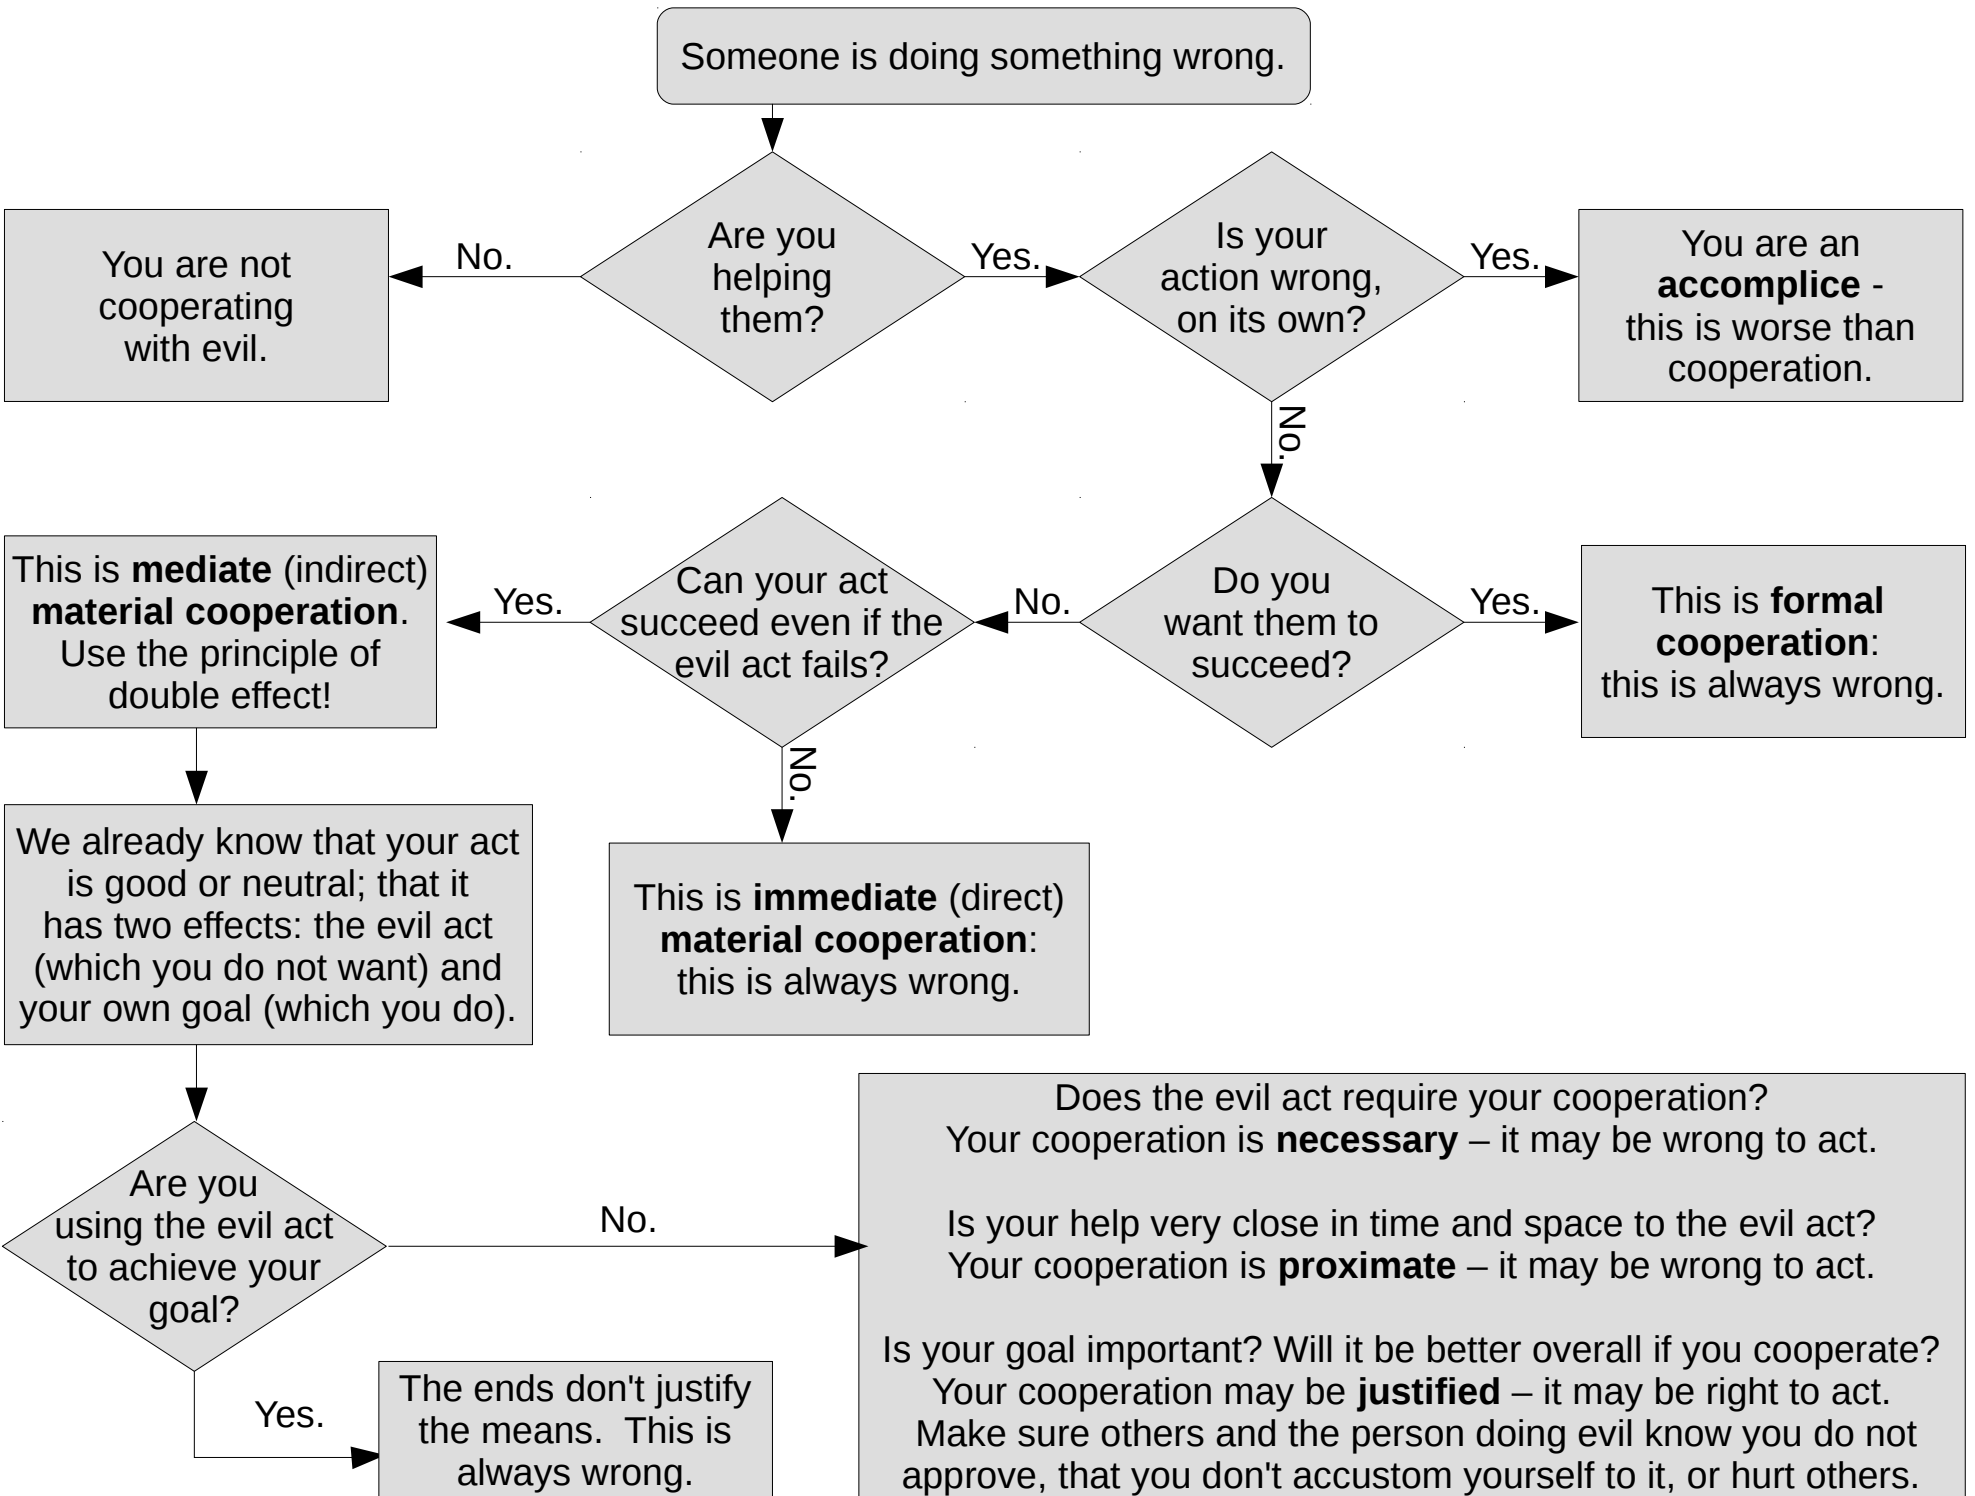 Someone is doing something wrong.
You are not
cooperating
with evil.
No.
Are you
helping
them?
Yes.
Is your
action wrong,
on its own?
Yes.
You are an
accomplice -
this is worse than
cooperation.
No.
This is mediate (indirect)
material cooperation.
Use the principle of
double effect!
Yes.
Can your act
succeed even if the
evil act fails?
No.
Do you
want them to
succeed?
Yes.
This is formal
cooperation:
this is always wrong.
No.
We already know that your act
is good or neutral; that it
has two effects: the evil act
(which you do not want) and
your own goal (which you do).
This is immediate (direct)
material cooperation:
this is always wrong.
Are you
using the evil act
to achieve your
goal?
No.
Does the evil act require your cooperation?
Your cooperation is necessary – it may be wrong to act.
Is your help very close in time and space to the evil act?
Your cooperation is proximate – it may be wrong to act.
Is your goal important? Will it be better overall if you cooperate?
Your cooperation may be justified – it may be right to act.
Make sure others and the person doing evil know you do not
approve, that you don't accustom yourself to it, or hurt others.
Yes.
The ends don't justify
the means.  This is
always wrong.